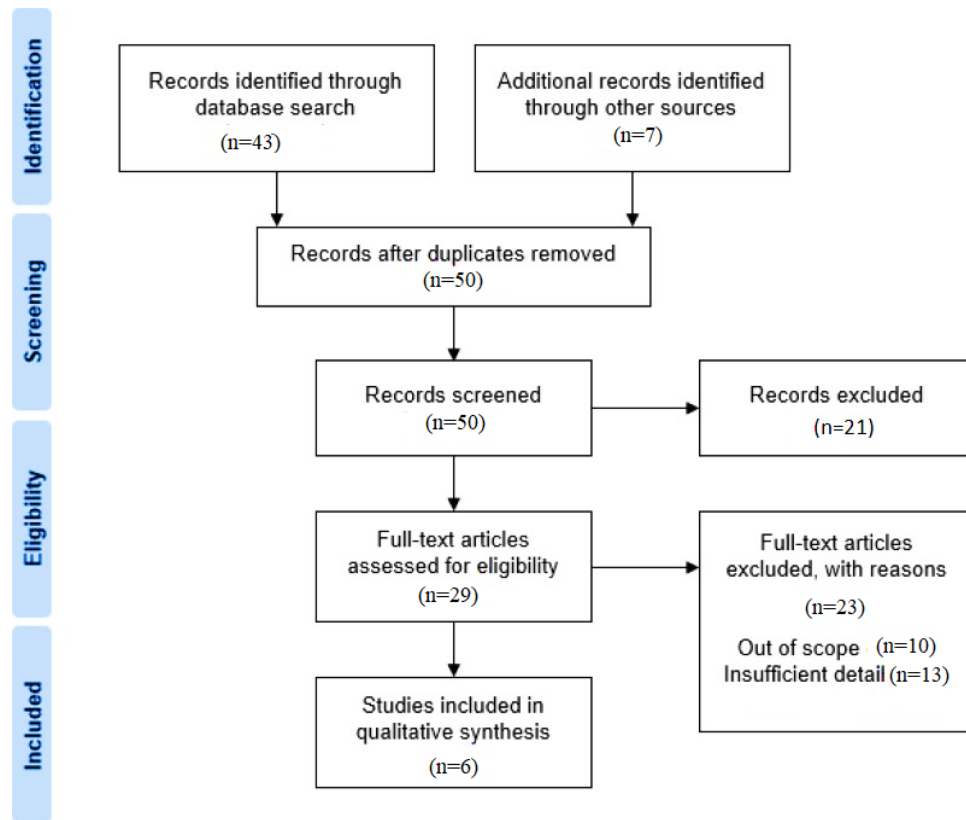 Identification
Records identified through
database search
(n=43)
Additional records identified
through other sources
(n=7)
Screening
Records after duplicates removed
(n=50)
Records screened
(n=50)
Records excluded
(n=21)
Eligibility
Full-text articles
assessed for eligibility
(n=29)
Full-text articles
excluded, with reasons
(n=23)
Out of scope (n=10)
Insufficient detail (n=13)
Included
Studies included in
qualitative synthesis
(n=6)